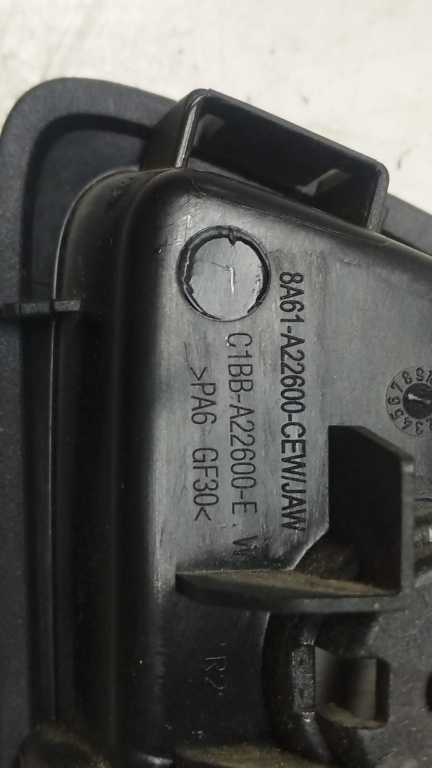 8A61-A22600-CEW/JAW
C1BB-A22600-E W
>PA6 GF30<
R2